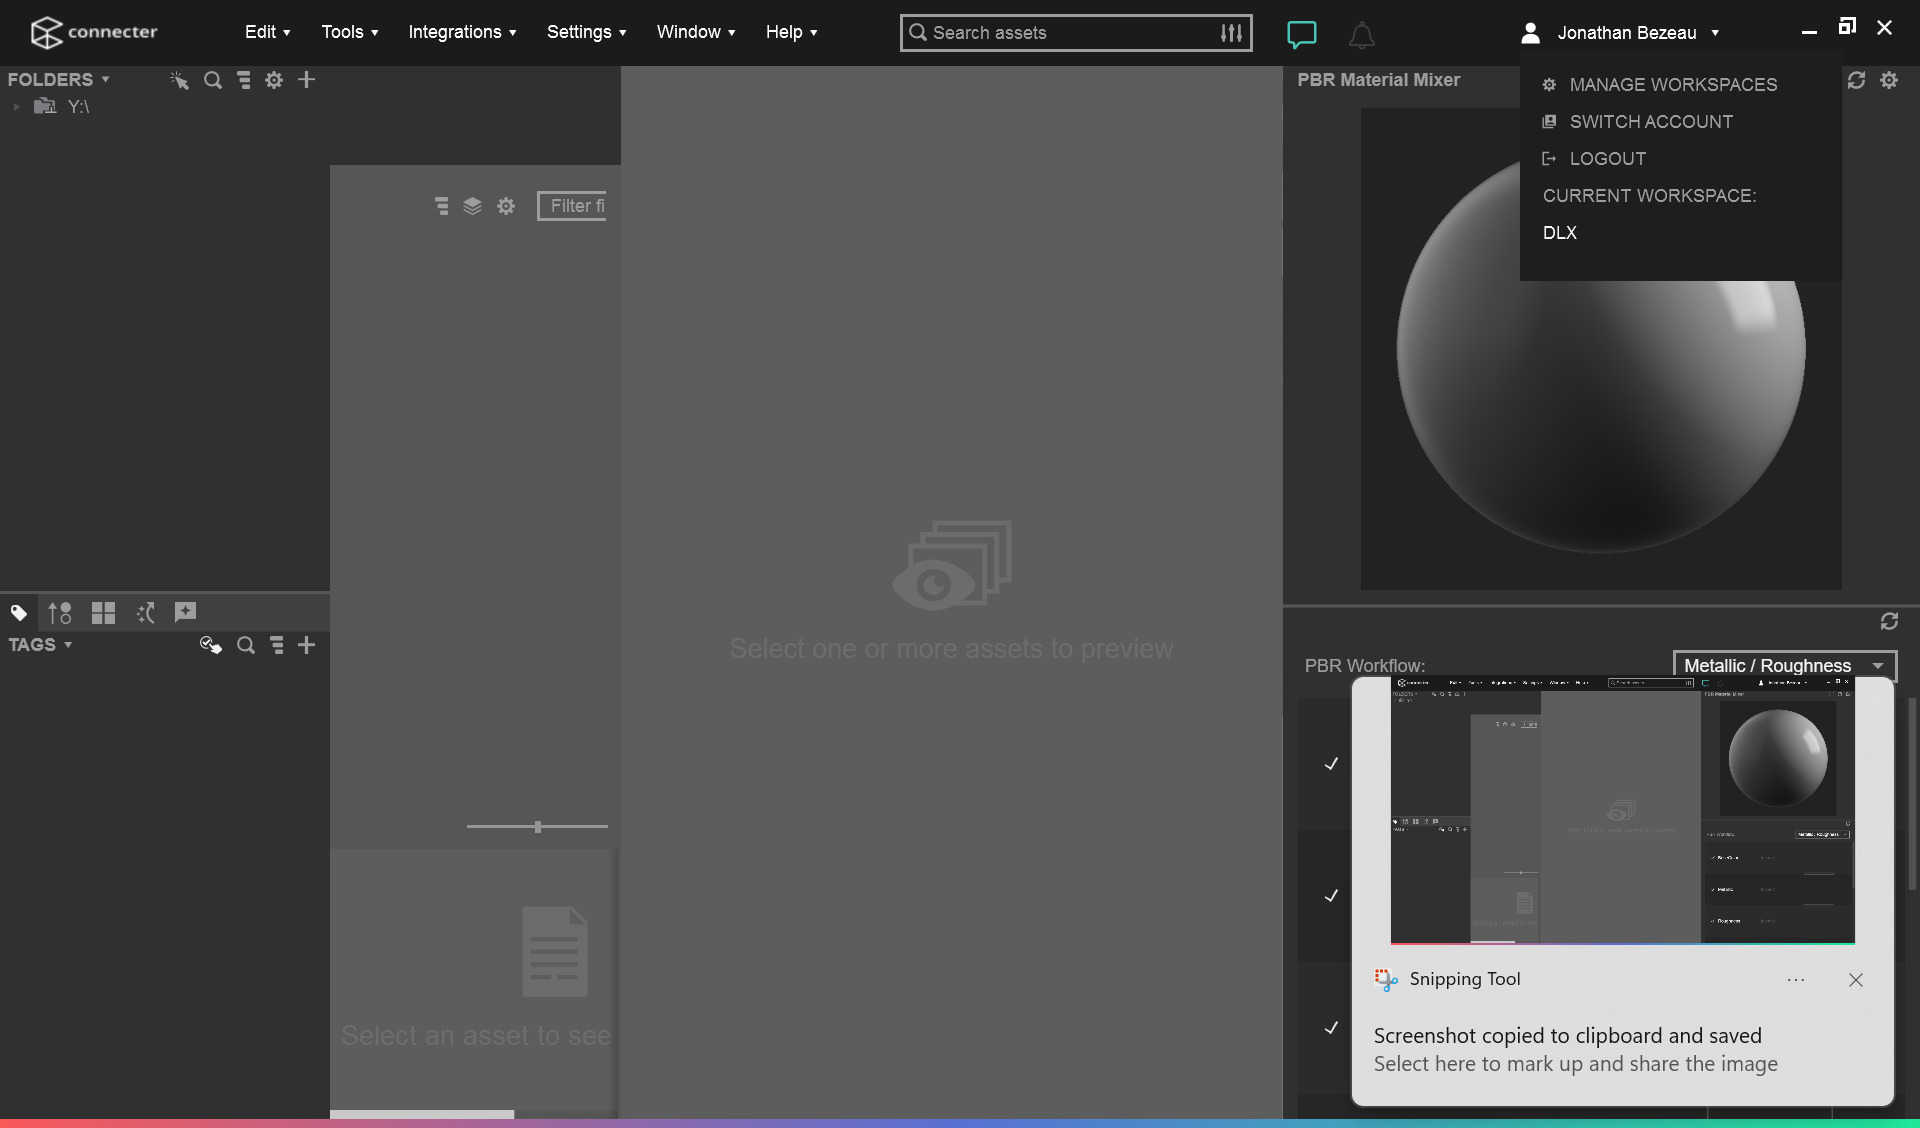 connecter
Edit
Tools
Integrations
Settings
Window
Help
Search assets
Jonathan Bezeau
FOLDERS
Y:\
PBR Material Mixer
MANAGE WORKSPACES
SWITCH ACCOUNT
LOGOUT
CURRENT WORKSPACE:
DLX
Filter fi
Select one or more assets to preview
TAGS
PBR Workflow:
Metallic / Roughness
Select an asset to see
Snipping Tool
Screenshot copied to clipboard and saved
Select here to mark up and share the image